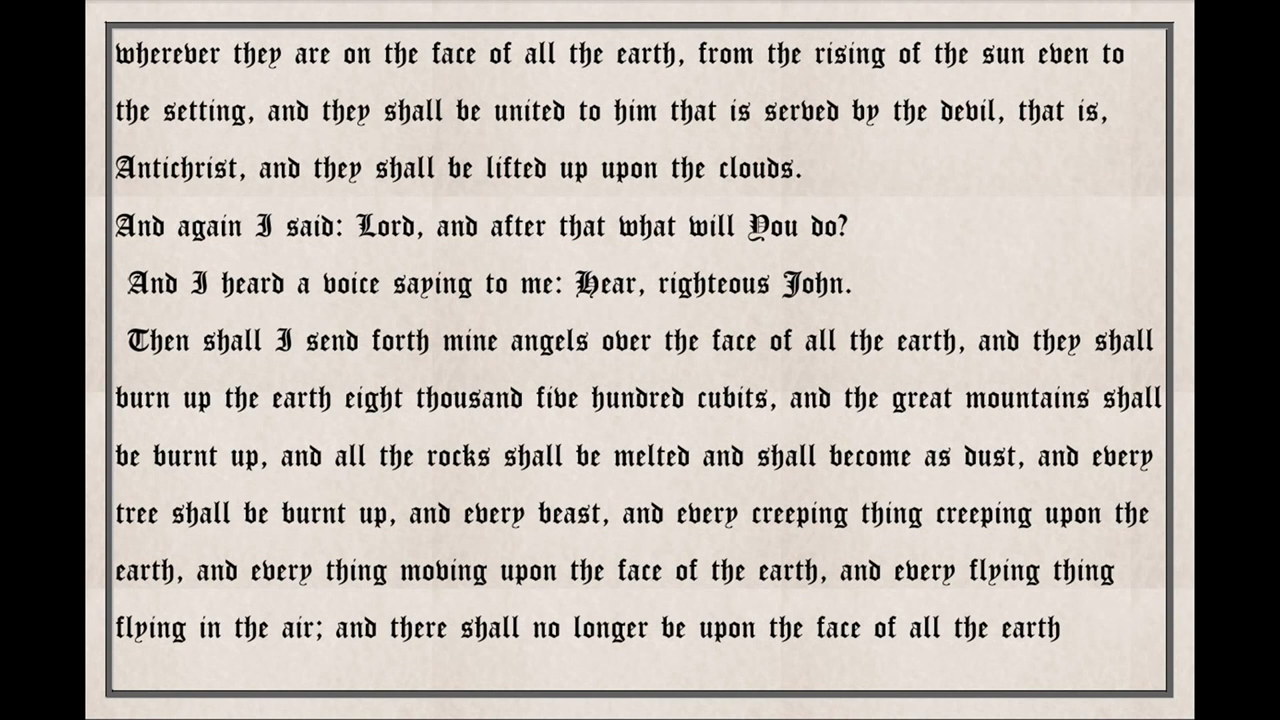 wherever they are on the face of all the earth, from the rising of the sun even to
the setting, and they shall be united to him that is served by the devil, that is,
Antichrist, and they shall be lifted up upon the clouds.
And again I said: Lord, and after that what will You do?
And I heard a voice saying to me: Hear, righteous John.
Then shall I send forth mine angels over the face of all the earth, and they shall
burn up the earth eight thousand five hundred cubits, and the great mountains shall
be burnt up, and all the rocks shall be melted and shall become as dust, and every
tree shall be burnt up, and every beast, and every creeping thing creeping upon the
earth, and every thing moving upon the face of the earth, and every flying thing
flying in the air; and there shall no longer be upon the face of all the earth